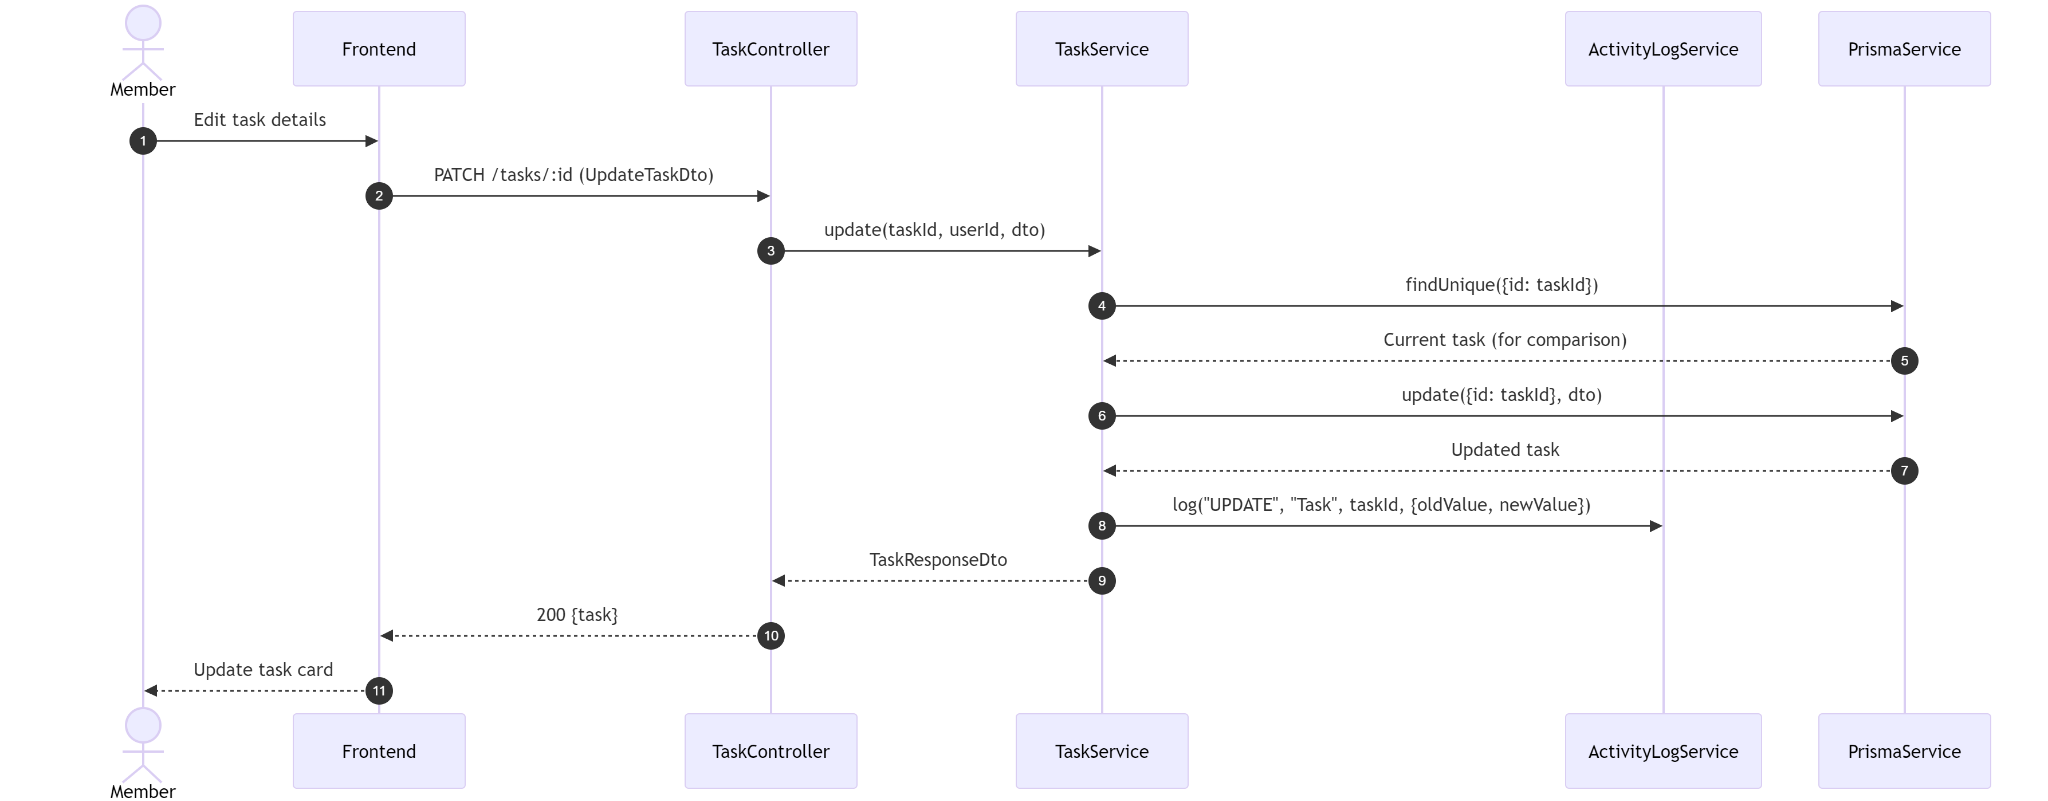 Member
Frontend
TaskController
TaskService
ActivityLogService
PrismaService
1
Edit task details
2
PATCH /tasks/:id (UpdateTaskDto)
3
update(taskId, userId, dto)
4
findUnique({id: taskId})
5
Current task (for comparison)
6
update({id: taskId}, dto)
7
Updated task
8
log("UPDATE", "Task", taskId, {oldValue, newValue})
9
TaskResponseDto
10
200 {task}
11
Update task card
Member
Frontend
TaskController
TaskService
ActivityLogService
PrismaService